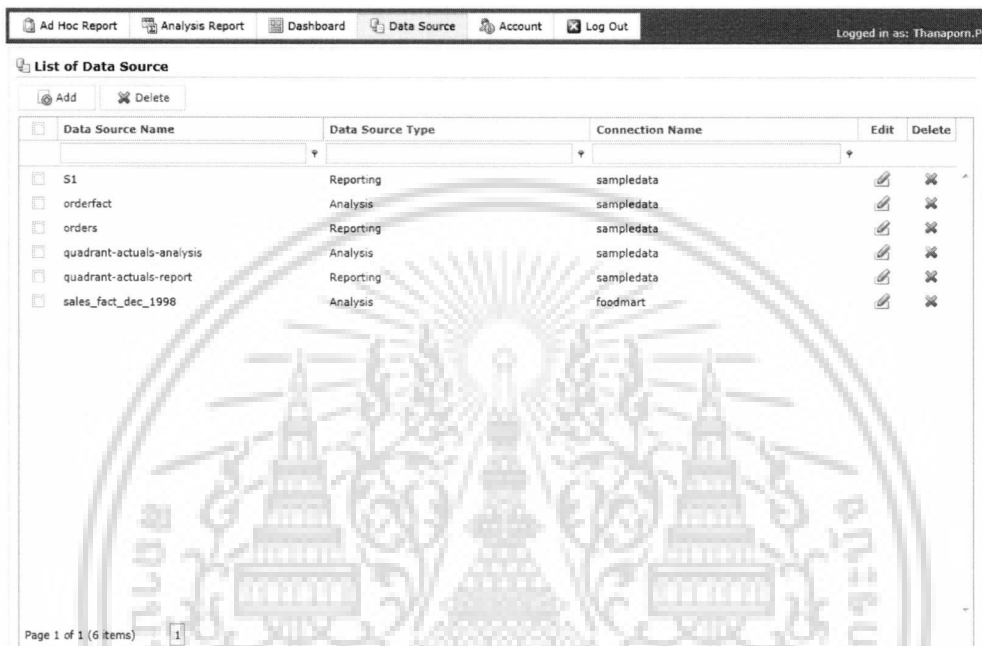 Ad Hoc Report Analysis Report Dashboard Data Source Account Log Out
Logged in as: Thanaporn.P
List of Data Source
Add Delete
Data Source Name Data Source Type Connection Name Edit Delete
S1 Reporting sampledata
orderfact Analysis sampledata
orders Reporting sampledata
quadrant-actuals-analysis Analysis sampledata
quadrant-actuals-report Reporting sampledata
sales_fact_dec_1998 Analysis foodmart
Page 1 of 1 (6 items) 1